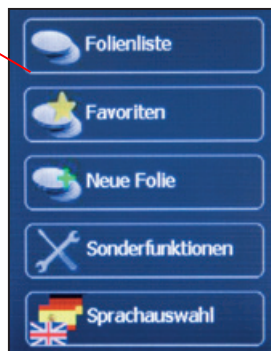 Folienliste
Favoriten
Neue Folie
Sonderfunktionen
Sprachauswahl